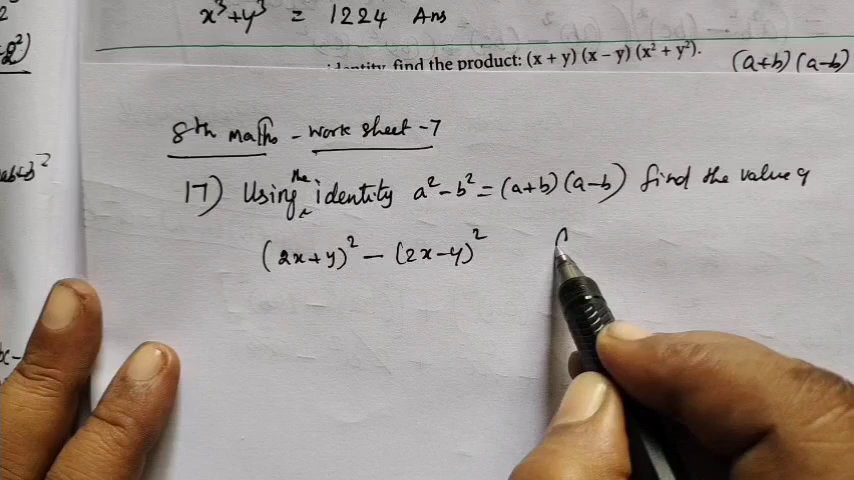 x³+y³ = 1224 Ans
identity, find the product: (x + y) (x − y) (x² + y²).
(a+b) (a−b)
8th maths - work sheet -7
17) Using the identity a² − b² = (a+b) (a−b) find the value of
(2x+y)² − (2x−y)²